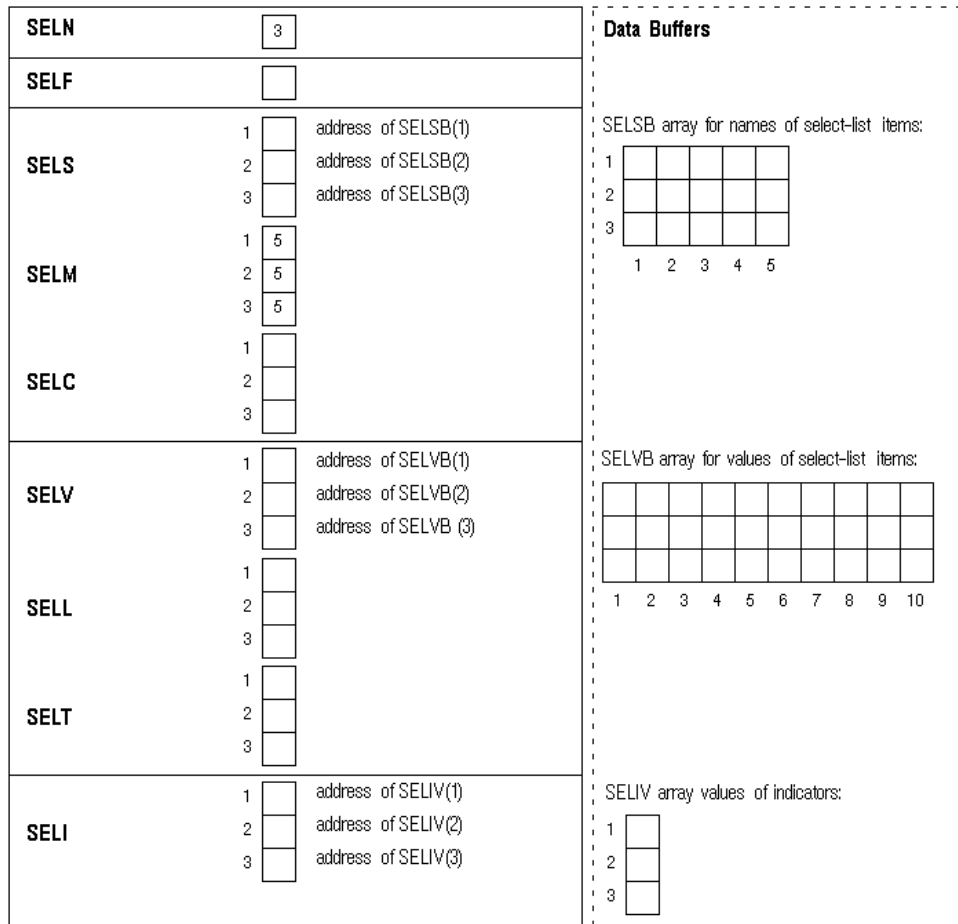 SELN
3
Data Buffers
SELF
SELS
1 address of SELSB(1)
2 address of SELSB(2)
3 address of SELSB(3)
SELSB array for names of select-list items:
1
2
3
1 2 3 4 5
SELM
1 5
2 5
3 5
SELC
1
2
3
SELV
1 address of SELVB(1)
2 address of SELVB(2)
3 address of SELVB (3)
SELVB array for values of select-list items:
1 2 3 4 5 6 7 8 9 10
SELL
1
2
3
SELT
1
2
3
SELI
1 address of SELIV(1)
2 address of SELIV(2)
3 address of SELIV(3)
SELIV array values of indicators:
1
2
3